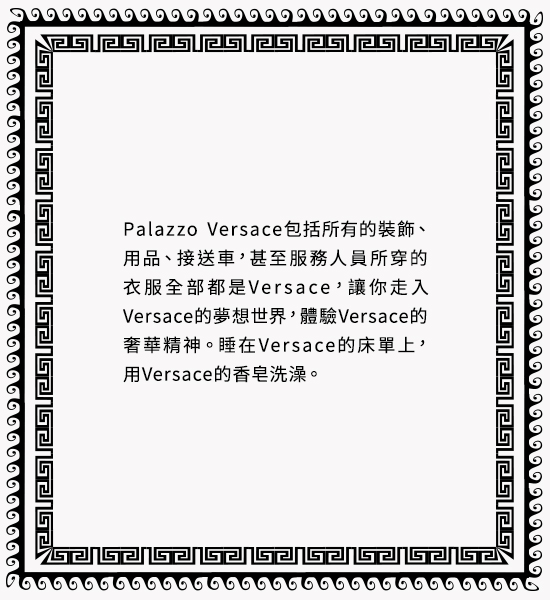 Palazzo Versace包括所有的裝飾、
用品、接送車，甚至服務人員所穿的
衣服全部都是Versace，讓你走入
Versace的夢想世界，體驗Versace的
奢華精神。睡在Versace的床單上，
用Versace的香皂洗澡。